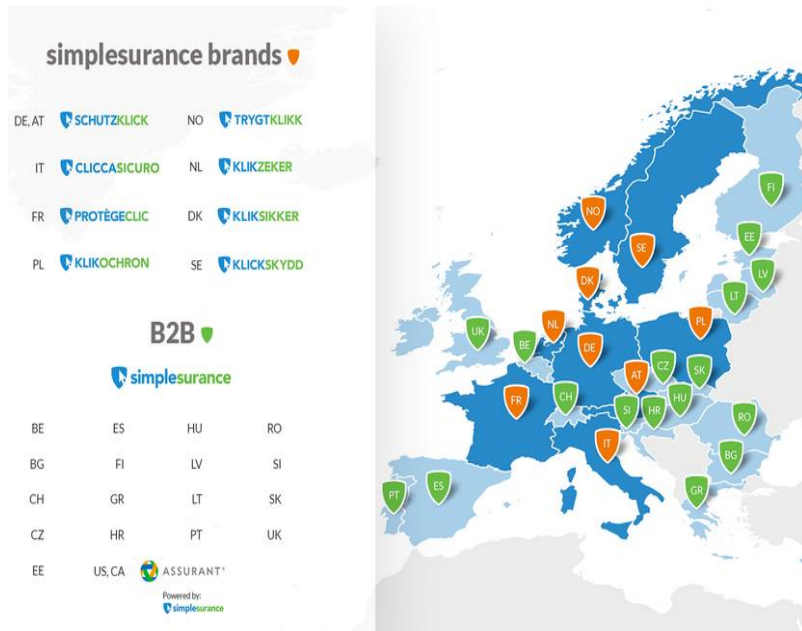 simplesurance brands
DE, AT SCHUTZKLICK NO TRYGTKLIKK
IT CLICCASICURO NL KLIKZEKER
FR PROTÈGECLIC DK KLIKSIKKER
PL KLIKOCHRON SE KLICKSKYDD
B2B
simplesurance
BE ES HU RO
BG FI LV SI
CH GR LT SK
CZ HR PT UK
EE US, CA ASSURANT
Powered by:
simplesurance
FI
NO
EE
SE
LV
DK
LT
NL
PL
UK
BE
DE
CZ
SK
AT
CH
HU
FR
SI
HR
RO
IT
BG
ES
GR
PT